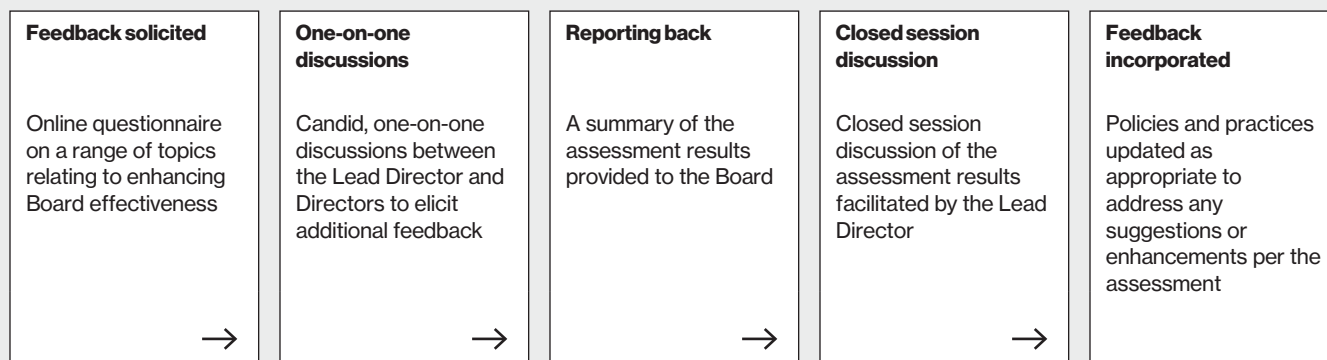 Feedback solicited
Online questionnaire
on a range of topics
relating to enhancing
Board effectiveness
One-on-one
discussions
Candid, one-on-one
discussions between
the Lead Director and
Directors to elicit
additional feedback
Reporting back
A summary of the
assessment results
provided to the Board
Closed session
discussion
Closed session
discussion of the
assessment results
facilitated by the Lead
Director
Feedback
incorporated
Policies and practices
updated as
appropriate to
address any
suggestions or
enhancements per the
assessment